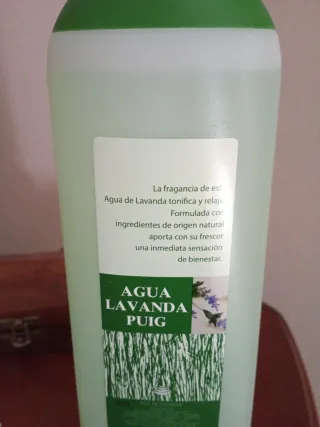 La fragancia de est
Agua de Lavanda tonifica y relaja
Formulada con
ingredientes de origen natural
aporta con su frescor
una inmediata sensación
de bienestar.
AGUA
LAVANDA
PUIG